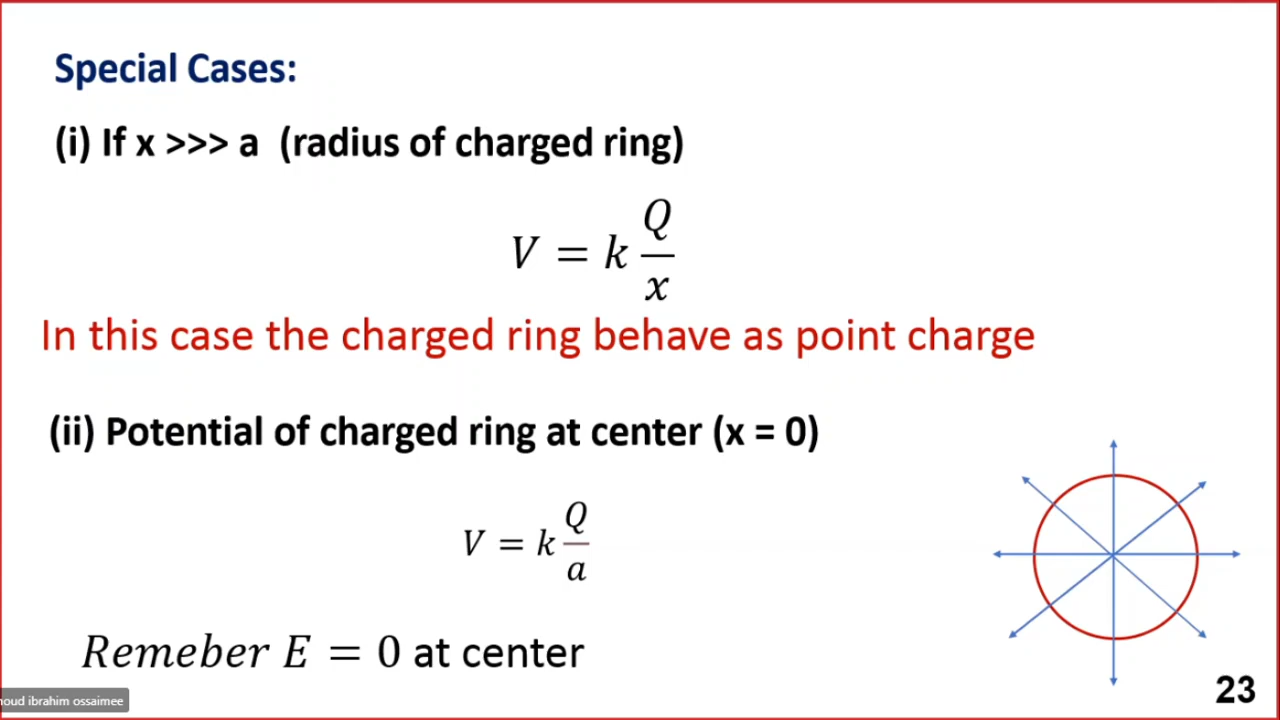 Special Cases:
(i) If x >>> a (radius of charged ring)
V = k Q/x
In this case the charged ring behave as point charge
(ii) Potential of charged ring at center (x = 0)
V = k Q/a
Remeber E = 0 at center
ibrahim ossaimee
23